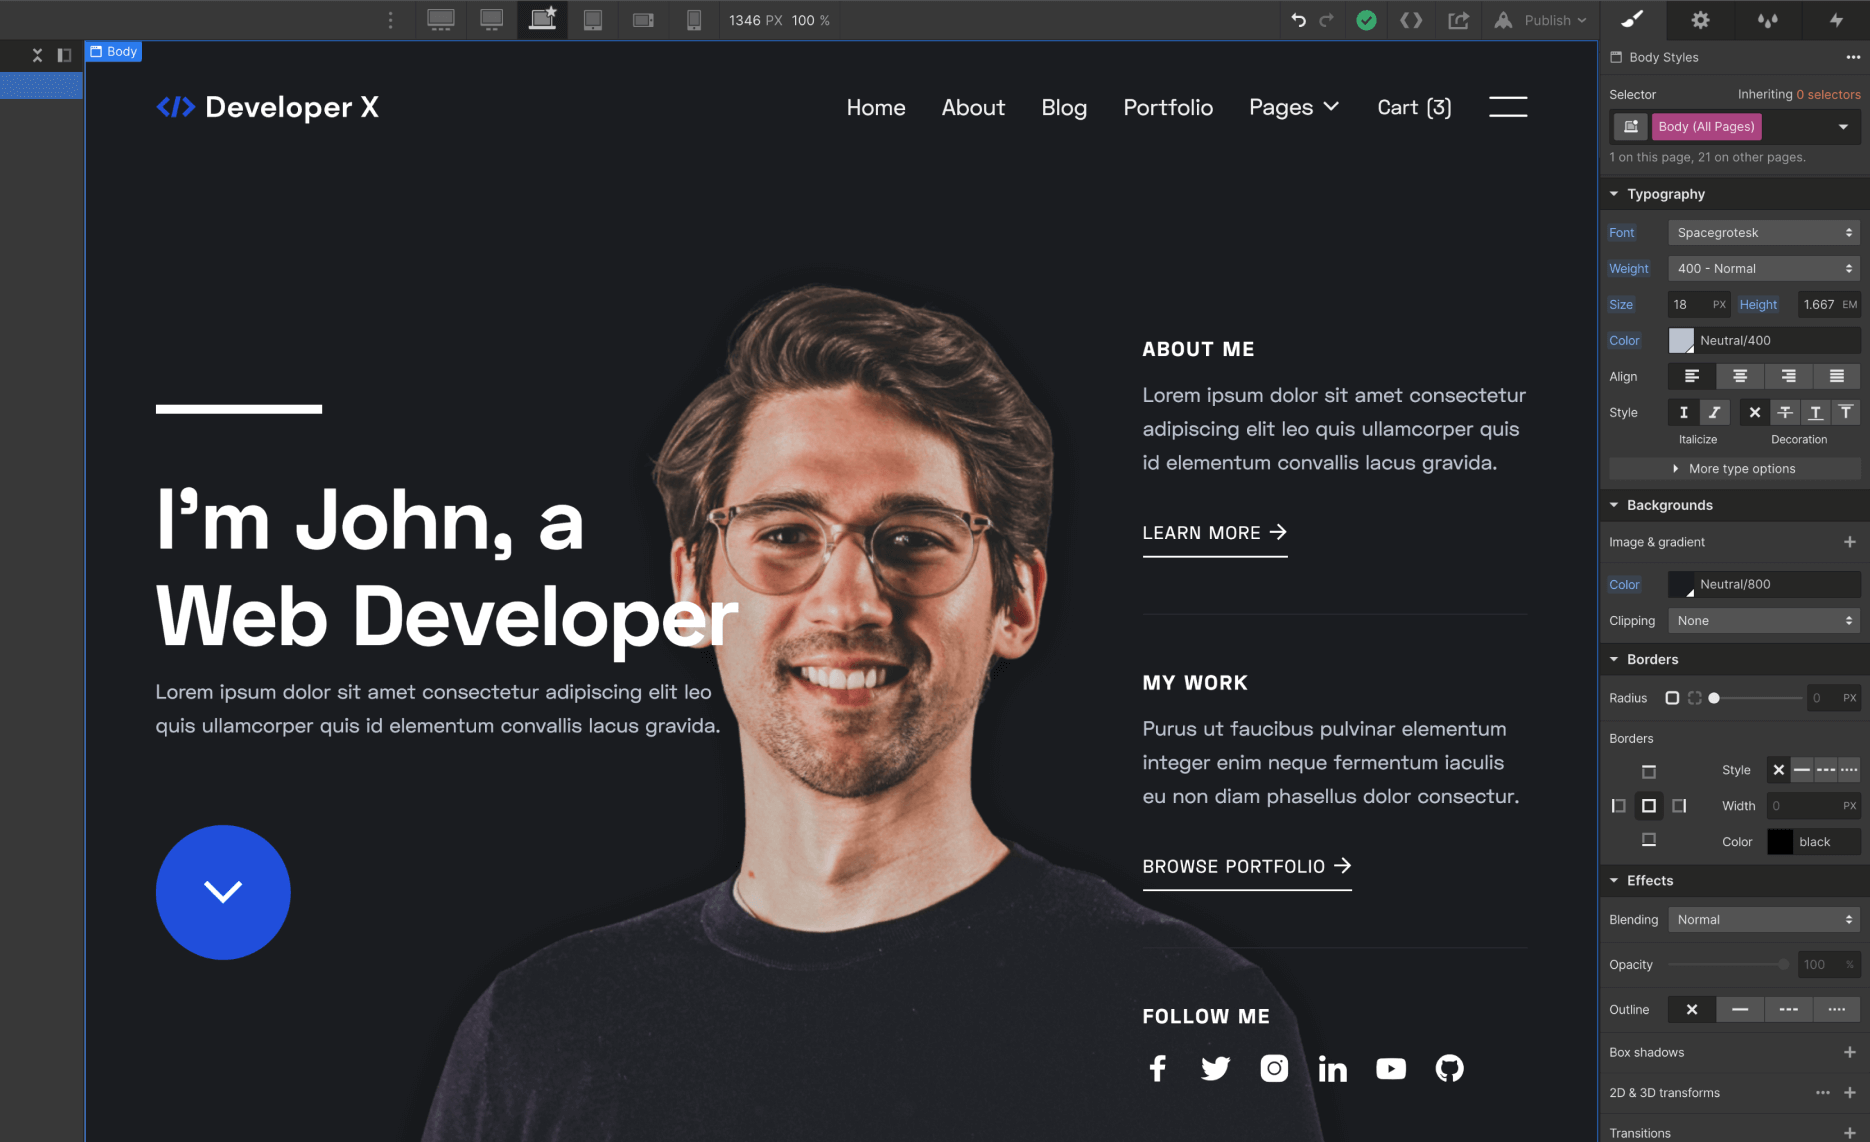 1346 PX 100 %
Publish
Body
</> Developer X
Home About Blog Portfolio Pages Cart (3)
I'm John, a
Web Developer
Lorem ipsum dolor sit amet consectetur adipiscing elit leo
quis ullamcorper quis id elementum convallis lacus gravida.
ABOUT ME
Lorem ipsum dolor sit amet consectetur
adipiscing elit leo quis ullamcorper quis
id elementum convallis lacus gravida.
LEARN MORE →
MY WORK
Purus ut faucibus pulvinar elementum
integer enim neque fermentum iaculis
eu non diam phasellus dolor consectur.
BROWSE PORTFOLIO →
FOLLOW ME
Body Styles
Selector Inheriting 0 selectors
Body (All Pages)
1 on this page, 21 on other pages.
Typography
Font Spacegrotesk
Weight 400 - Normal
Size 18 PX Height 1.667 EM
Color Neutral/400
Align
Style
Italicize Decoration
More type options
Backgrounds
Image & gradient
Color Neutral/800
Clipping None
Borders
Radius 0 PX
Borders
Style
Width 0 PX
Color black
Effects
Blending Normal
Opacity 100 %
Outline
Box shadows
2D & 3D transforms
Transitions